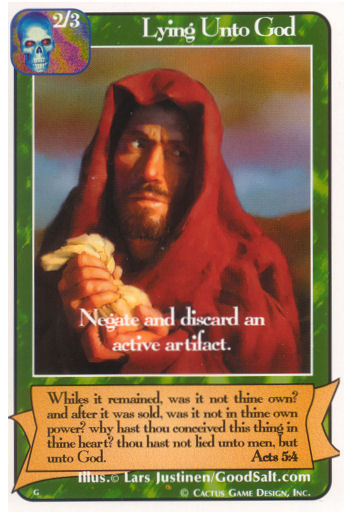 2/3
Lying Unto God
Negate and discard an
active artifact.
Whiles it remained, was it not thine own?
and after it was sold, was it not in thine own
power? why hast thou conceived this thing in
thine heart? thou hast not lied unto men, but
unto God. Acts 5:4
Illus.© Lars Justinen/GoodSalt.com
G © Cactus Game Design, Inc.